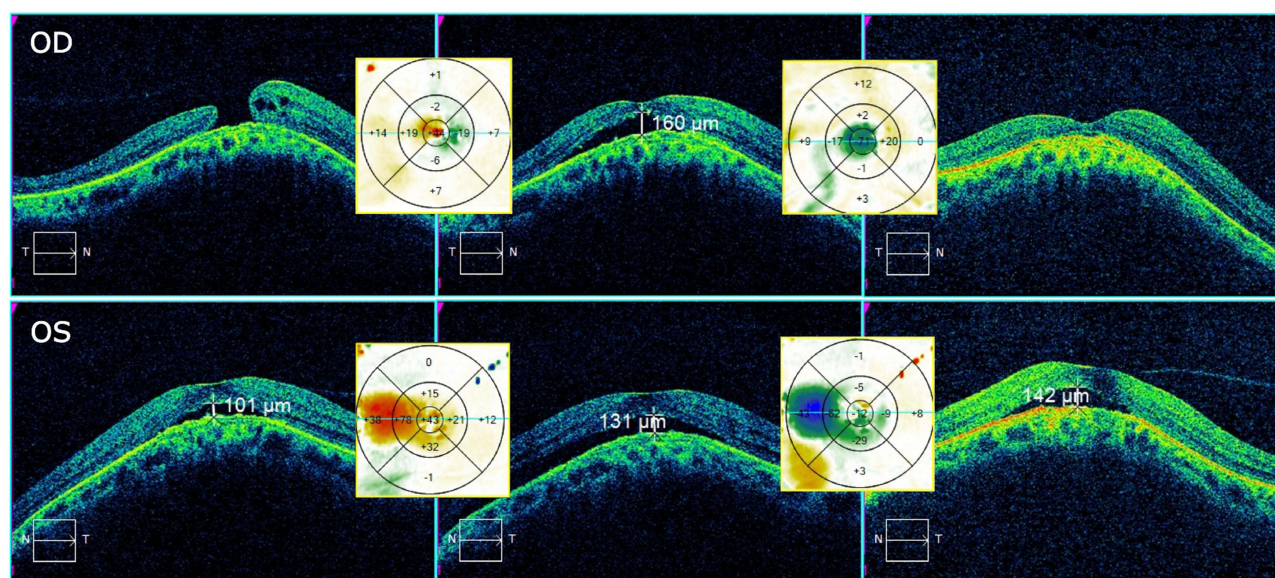 OD
+1
-2
+14 +19 +44 -19 +7
-6
+7
160 µm
+12
+2
+9 -17 -71 +20 0
-1
+3
T N
T N
T N
OS
0
+15
+38 +78 +43 +21 +12
+32
-1
101 µm
131 µm
-1
-5
-62 -12 -9 +8
-29
+3
142 µm
N T
N T
N T